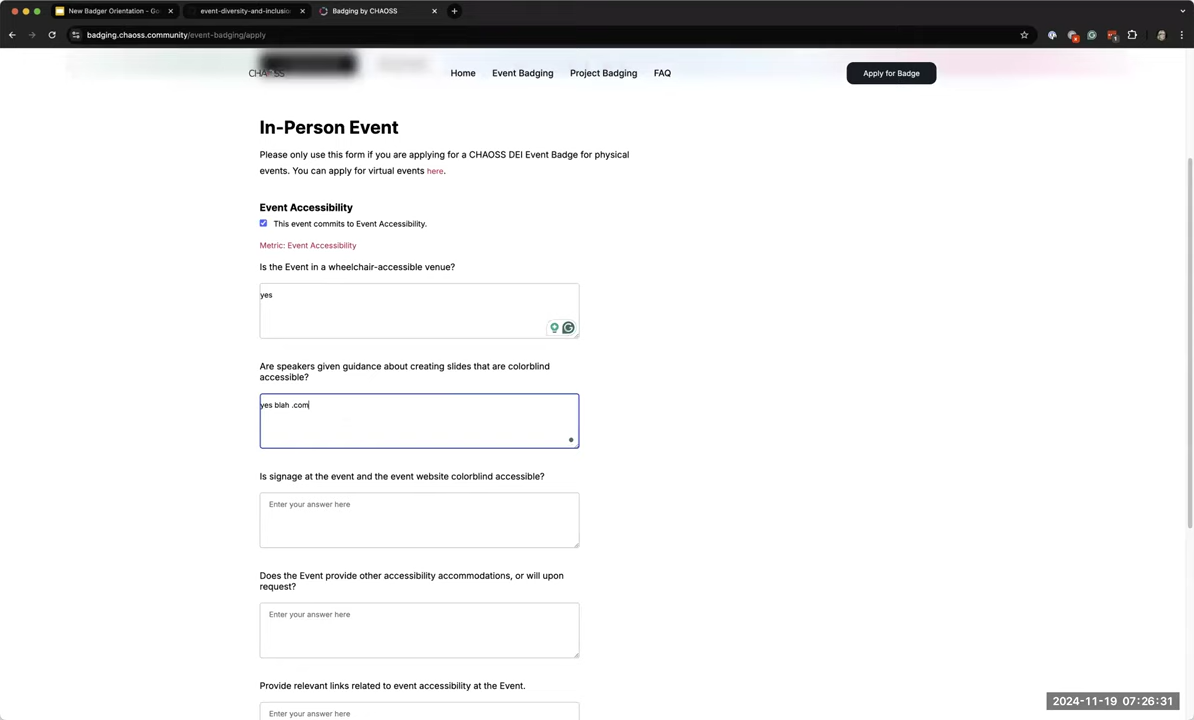 New Badger Orientation - Go
event-diversity-and-inclusio
Badging by CHAOSS
badging.chaoss.community/event-badging/apply
CHAOSS
Home
Event Badging
Project Badging
FAQ
Apply for Badge
In-Person Event
Please only use this form if you are applying for a CHAOSS DEI Event Badge for physical
events. You can apply for virtual events here.
Event Accessibility
This event commits to Event Accessibility.
Metric: Event Accessibility
Is the Event in a wheelchair-accessible venue?
yes
Are speakers given guidance about creating slides that are colorblind
accessible?
yes blah .com
Is signage at the event and the event website colorblind accessible?
Enter your answer here
Does the Event provide other accessibility accommodations, or will upon
request?
Enter your answer here
Provide relevant links related to event accessibility at the Event.
Enter your answer here
2024-11-19 07:26:31